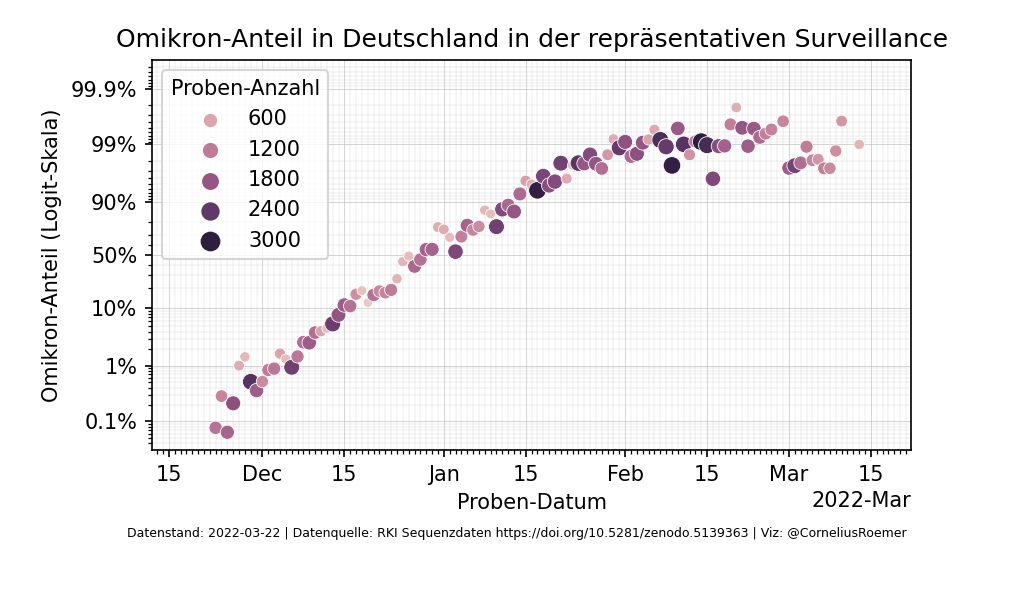 Omikron-Anteil in Deutschland in der repräsentativen Surveillance
Proben-Anzahl
600
1200
1800
2400
3000
Omikron-Anteil (Logit-Skala)
99.9%
99%
90%
50%
10%
1%
0.1%
15 Dec 15 Jan 15 Feb 15 Mar 15
Proben-Datum
2022-Mar
Datenstand: 2022-03-22 | Datenquelle: RKI Sequenzdaten https://doi.org/10.5281/zenodo.5139363 | Viz: @CorneliusRoemer